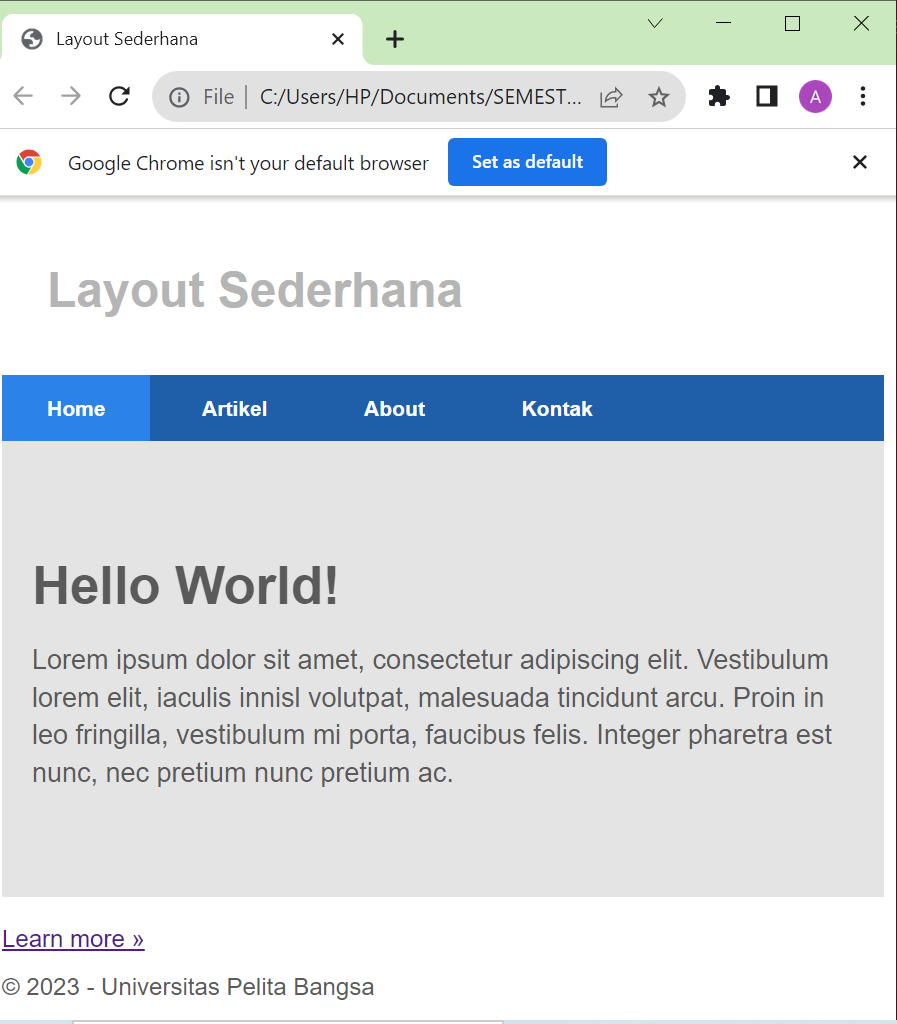 Layout Sederhana
File
C:/Users/HP/Documents/SEMEST...
A
Google Chrome isn't your default browser
Set as default
Layout Sederhana
Home Artikel About Kontak
Hello World!
Lorem ipsum dolor sit amet, consectetur adipiscing elit. Vestibulum
lorem elit, iaculis innisl volutpat, malesuada tincidunt arcu. Proin in
leo fringilla, vestibulum mi porta, faucibus felis. Integer pharetra est
nunc, nec pretium nunc pretium ac.
Learn more »
© 2023 - Universitas Pelita Bangsa